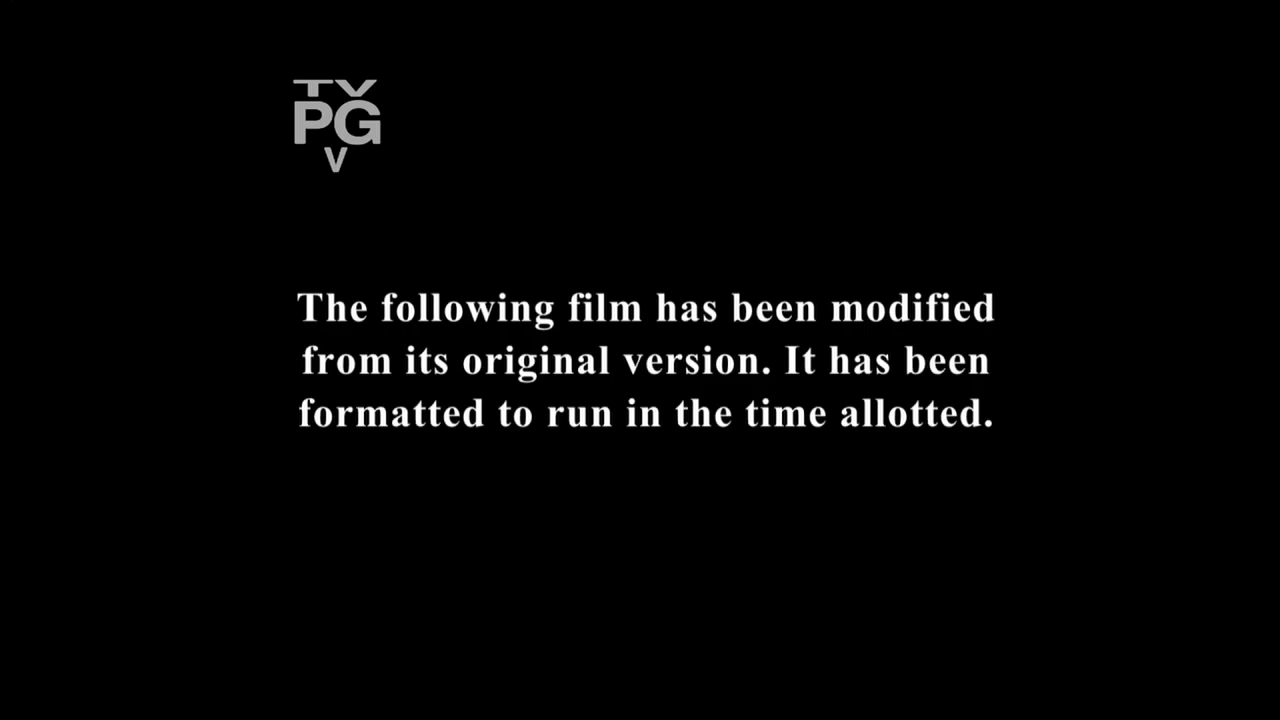 TV
PG
V
The following film has been modified
from its original version. It has been
formatted to run in the time allotted.